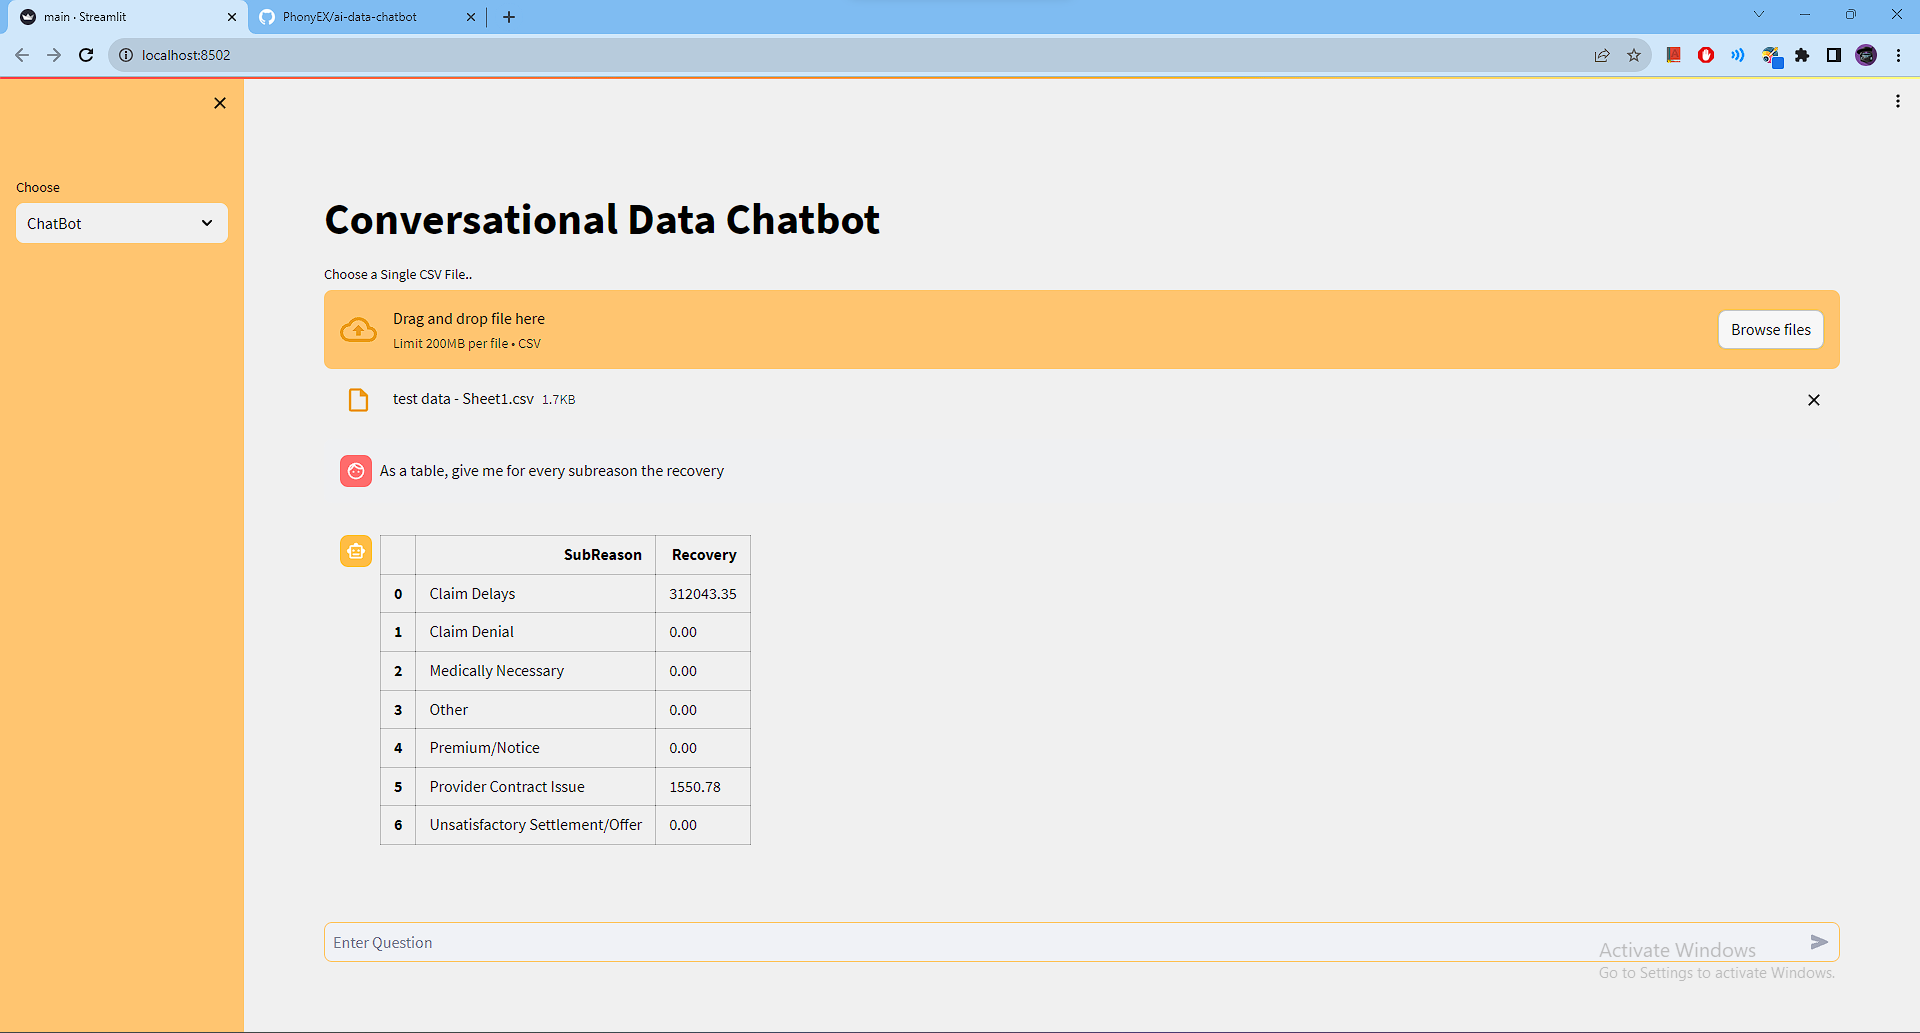 main · Streamlit
PhonyEX/ai-data-chatbot
localhost:8502
Choose
ChatBot
Conversational Data Chatbot
Choose a Single CSV File..
Drag and drop file here
Limit 200MB per file • CSV
Browse files
test data - Sheet1.csv 1.7KB
As a table, give me for every subreason the recovery
SubReason Recovery
0 Claim Delays 312043.35
1 Claim Denial 0.00
2 Medically Necessary 0.00
3 Other 0.00
4 Premium/Notice 0.00
5 Provider Contract Issue 1550.78
6 Unsatisfactory Settlement/Offer 0.00
Enter Question
Activate Windows
Go to Settings to activate Windows.